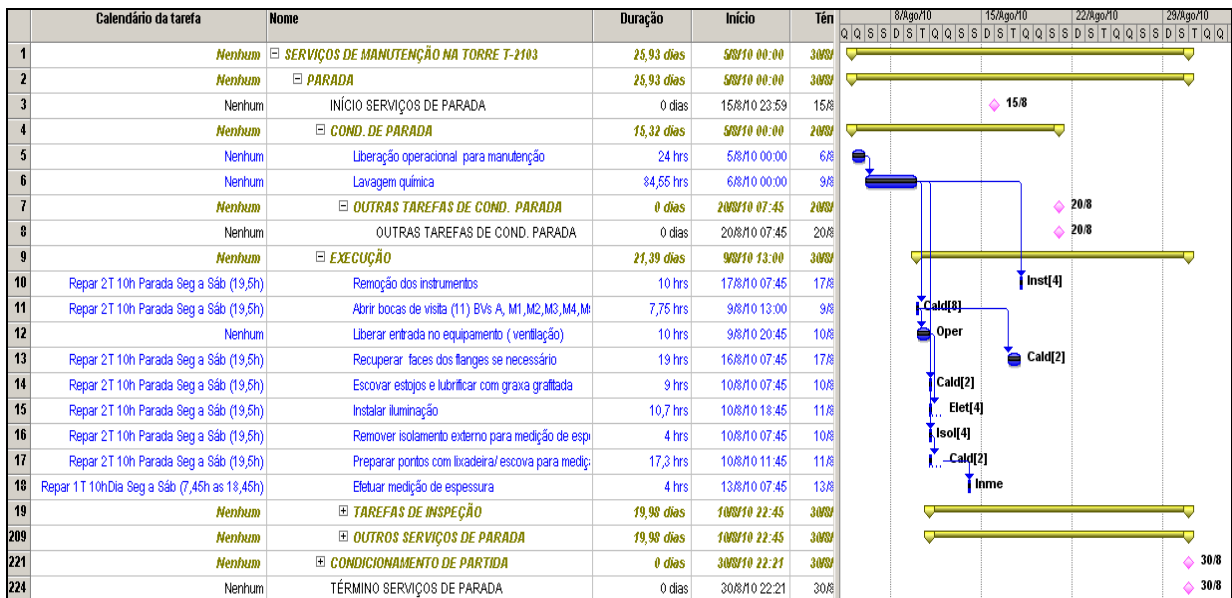 Calendário da tarefa Nome Duração Início Tér 8/Ago/10 15/Ago/10 22/Ago/10 29/Ago/10
Q Q S S D S T Q Q S S D S T Q Q S S D S T Q Q S S D S T Q Q
1 Nenhum SERVIÇOS DE MANUTENÇÃO NA TORRE T-2103 25,93 dias 5/8/10 00:00 30/8/
2 Nenhum PARADA 25,93 dias 5/8/10 00:00 30/8/
3 Nenhum INÍCIO SERVIÇOS DE PARADA 0 dias 15/8/10 23:59 15/8 15/8
4 Nenhum COND. DE PARADA 15,32 dias 5/8/10 00:00 20/8/
5 Nenhum Liberação operacional para manutenção 24 hrs 5/8/10 00:00 6/8
6 Nenhum Lavagem química 84,55 hrs 6/8/10 00:00 9/8
7 Nenhum OUTRAS TAREFAS DE COND. PARADA 0 dias 20/8/10 07:45 20/8/ 20/8
8 Nenhum OUTRAS TAREFAS DE COND. PARADA 0 dias 20/8/10 07:45 20/8 20/8
9 Nenhum EXECUÇÃO 21,39 dias 9/8/10 13:00 30/8/
10 Repar 2T 10h Parada Seg a Sáb (19,5h) Remoção dos instrumentos 10 hrs 17/8/10 07:45 17/8 Inst[4]
11 Repar 2T 10h Parada Seg a Sáb (19,5h) Abrir bocas de visita (11) BVs A, M1,M2,M3,M4,M 7,75 hrs 9/8/10 13:00 9/8 Cald[8]
12 Nenhum Liberar entrada no equipamento ( ventilação) 10 hrs 9/8/10 20:45 10/8 Oper
13 Repar 2T 10h Parada Seg a Sáb (19,5h) Recuperar faces dos flanges se necessário 19 hrs 16/8/10 07:45 17/8 Cald[2]
14 Repar 2T 10h Parada Seg a Sáb (19,5h) Escovar estojos e lubrificar com graxa grafitada 9 hrs 10/8/10 07:45 10/8 Cald[2]
15 Repar 2T 10h Parada Seg a Sáb (19,5h) Instalar iluminação 10,7 hrs 10/8/10 18:45 11/8 Elet[4]
16 Repar 2T 10h Parada Seg a Sáb (19,5h) Remover isolamento externo para medição de esp 4 hrs 10/8/10 07:45 10/8 Isol[4]
17 Repar 2T 10h Parada Seg a Sáb (19,5h) Preparar pontos com lixadeira/ escova para mediç 17,3 hrs 10/8/10 11:45 11/8 Cald[2]
18 Repar 1T 10hDia Seg a Sáb (7,45h as 18,45h) Efetuar medição de espessura 4 hrs 13/8/10 07:45 13/8 Inme
19 Nenhum TAREFAS DE INSPEÇÃO 19,98 dias 10/8/10 22:45 30/8/
209 Nenhum OUTROS SERVIÇOS DE PARADA 19,98 dias 10/8/10 22:45 30/8/
221 Nenhum CONDICIONAMENTO DE PARTIDA 0 dias 30/8/10 22:21 30/8/ 30/8
224 Nenhum TÉRMINO SERVIÇOS DE PARADA 0 dias 30/8/10 22:21 30/8 30/8